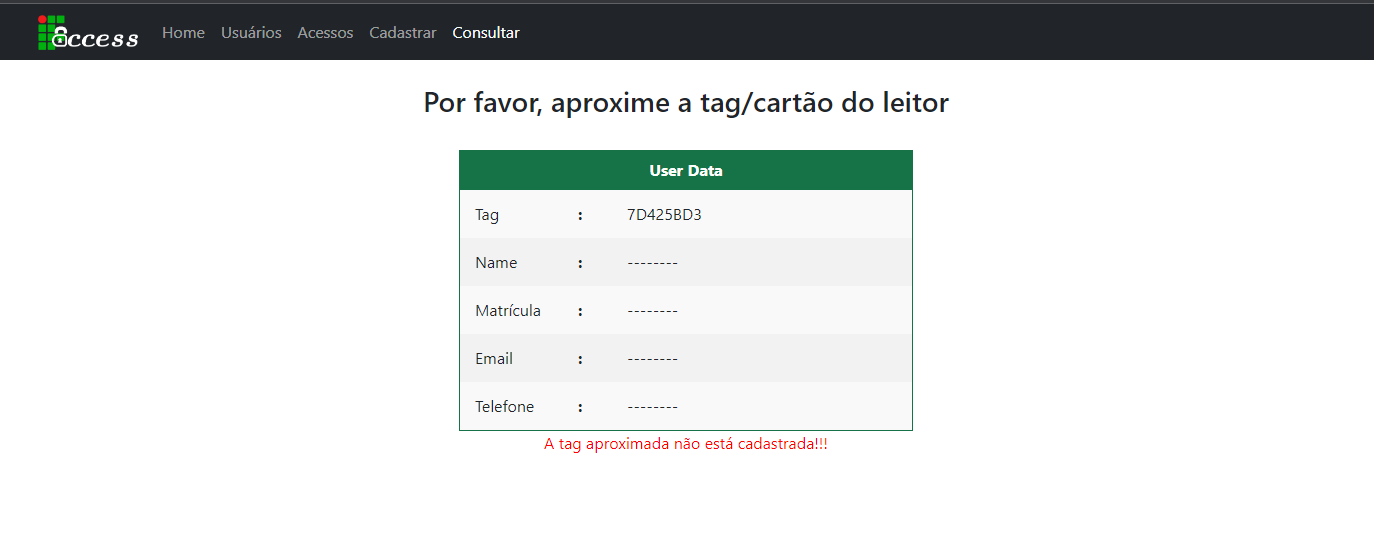 access Home Usuários Acessos Cadastrar Consultar
Por favor, aproxime a tag/cartão do leitor
User Data
Tag : 7D425BD3
Name : --------
Matrícula : --------
Email : --------
Telefone : --------
A tag aproximada não está cadastrada!!!